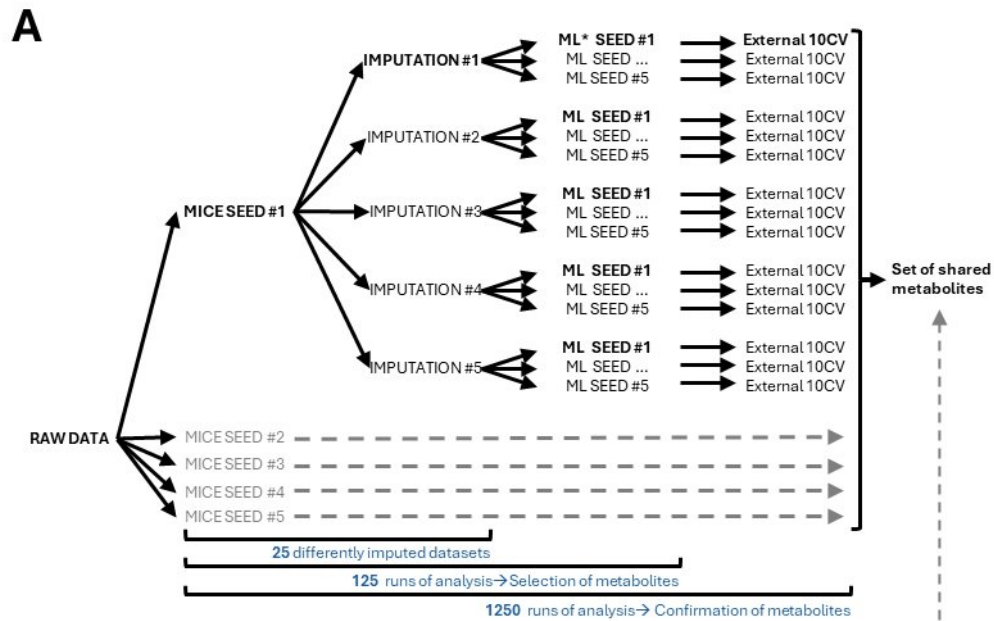 A
IMPUTATION #1
ML* SEED #1
External 10CV
ML SEED ...
External 10CV
ML SEED #5
External 10CV
IMPUTATION #2
ML SEED #1
External 10CV
ML SEED ...
External 10CV
ML SEED #5
External 10CV
MICE SEED #1
IMPUTATION #3
ML SEED #1
External 10CV
ML SEED ...
External 10CV
ML SEED #5
External 10CV
IMPUTATION #4
ML SEED #1
External 10CV
ML SEED ...
External 10CV
ML SEED #5
External 10CV
IMPUTATION #5
ML SEED #1
External 10CV
ML SEED ...
External 10CV
ML SEED #5
External 10CV
Set of shared
metabolites
RAW DATA
MICE SEED #2
MICE SEED #3
MICE SEED #4
MICE SEED #5
25 differently imputed datasets
125 runs of analysis→Selection of metabolites
1250 runs of analysis→ Confirmation of metabolites